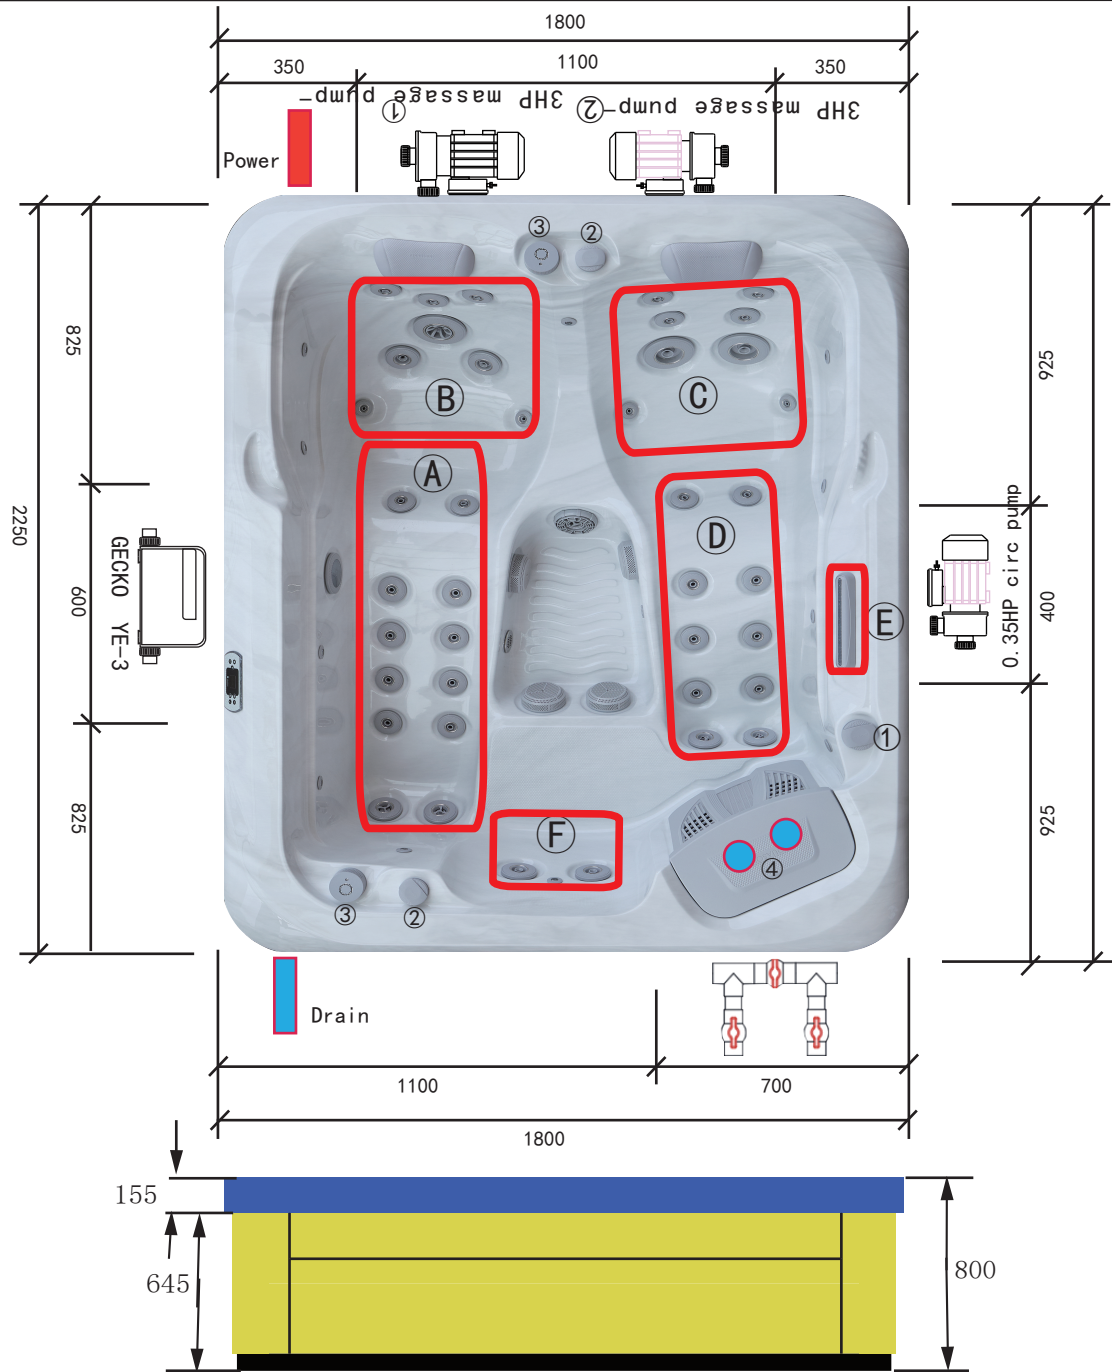 1800
350
1100
350
3HP massage pump-①
3HP massage pump-②
Power
③
②
825
925
B
C
A
D
2250
GECKO YE-3
600
0.35HP circ pump
400
E
①
825
925
F
④
③
②
Drain
1100
700
1800
155
645
800